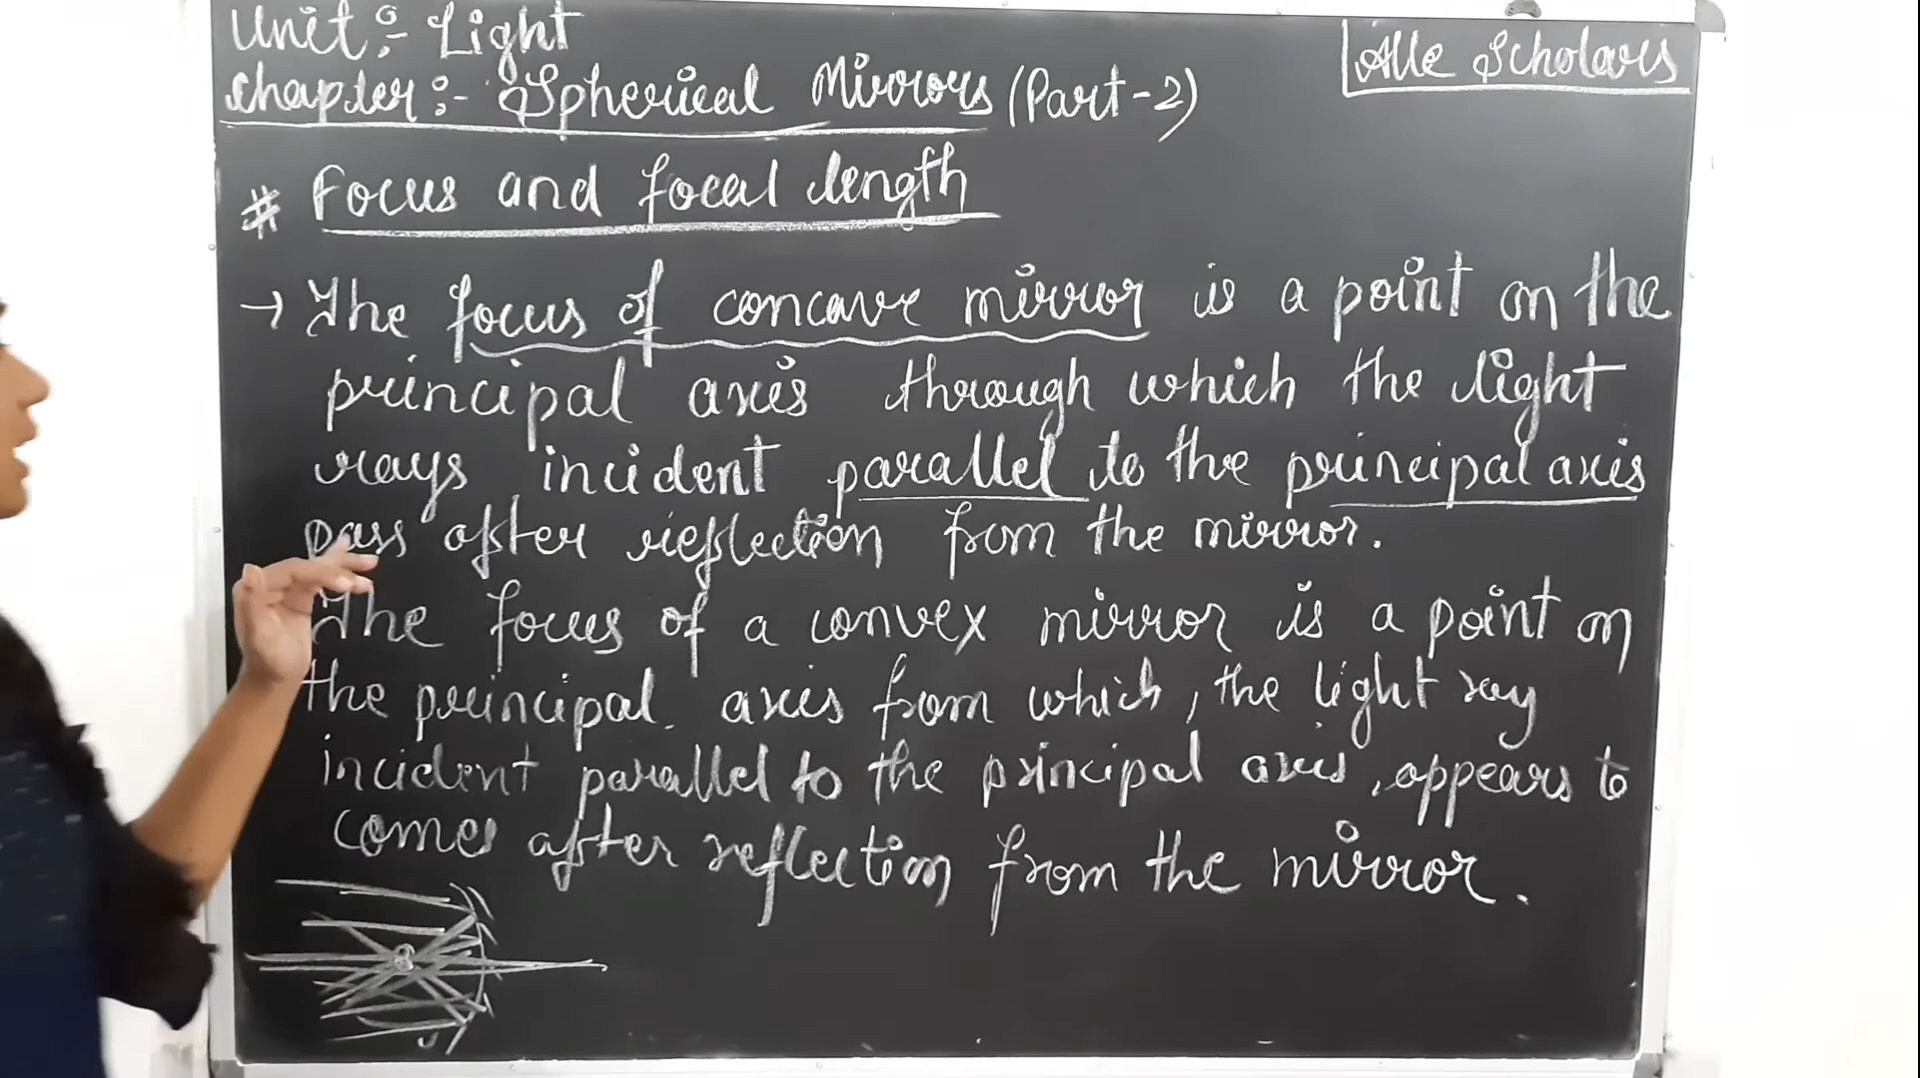 Unit :- Light
Alle Scholars
Chapter :- Spherical Mirrors (Part-2)
# Focus and focal length
→ The focus of concave mirror is a point on the
principal axis through which the light
rays incident parallel to the principal axis
pass after reflection from the mirror.
The focus of a convex mirror is a point on
the principal axis from which, the light ray
incident parallel to the principal axis, appears to
comes after reflection from the mirror.